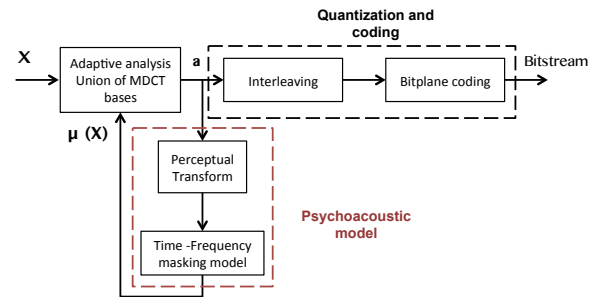 Quantization and
coding
X
Adaptive analysis
Union of MDCT
bases
a
Interleaving
Bitplane coding
Bitstream
μ (X)
Perceptual
Transform
Psychoacoustic
model
Time -Frequency
masking model